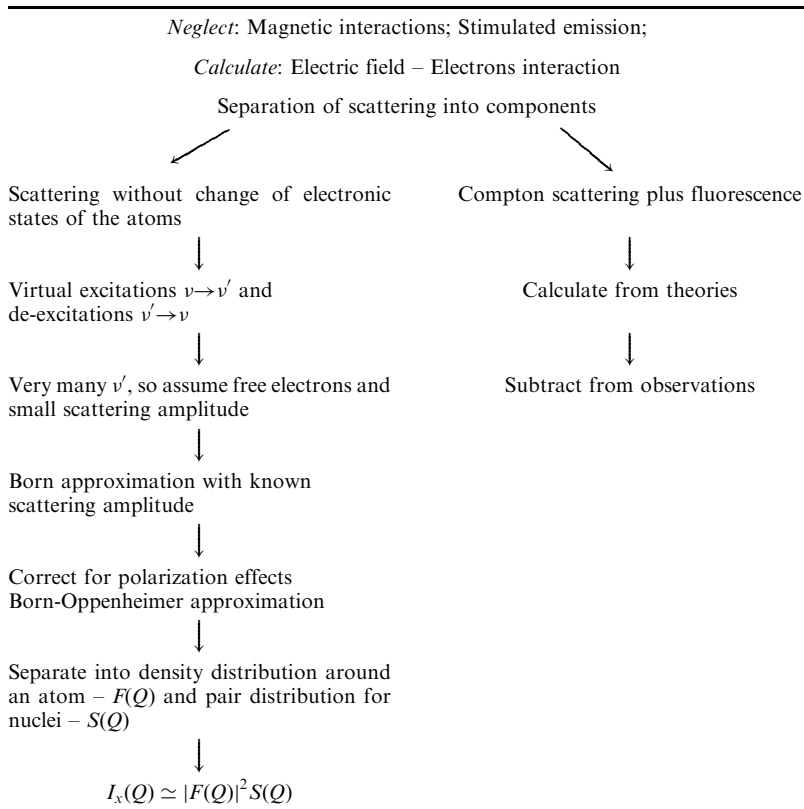 Neglect: Magnetic interactions; Stimulated emission;
Calculate: Electric field – Electrons interaction
Separation of scattering into components
Scattering without change of electronic
states of the atoms
Virtual excitations ν→ν′ and
de-excitations ν′→ν
Very many ν′, so assume free electrons and
small scattering amplitude
Born approximation with known
scattering amplitude
Correct for polarization effects
Born-Oppenheimer approximation
Separate into density distribution around
an atom – F(Q) and pair distribution for
nuclei – S(Q)
I_x(Q) ≃ |F(Q)|²S(Q)
Compton scattering plus fluorescence
Calculate from theories
Subtract from observations